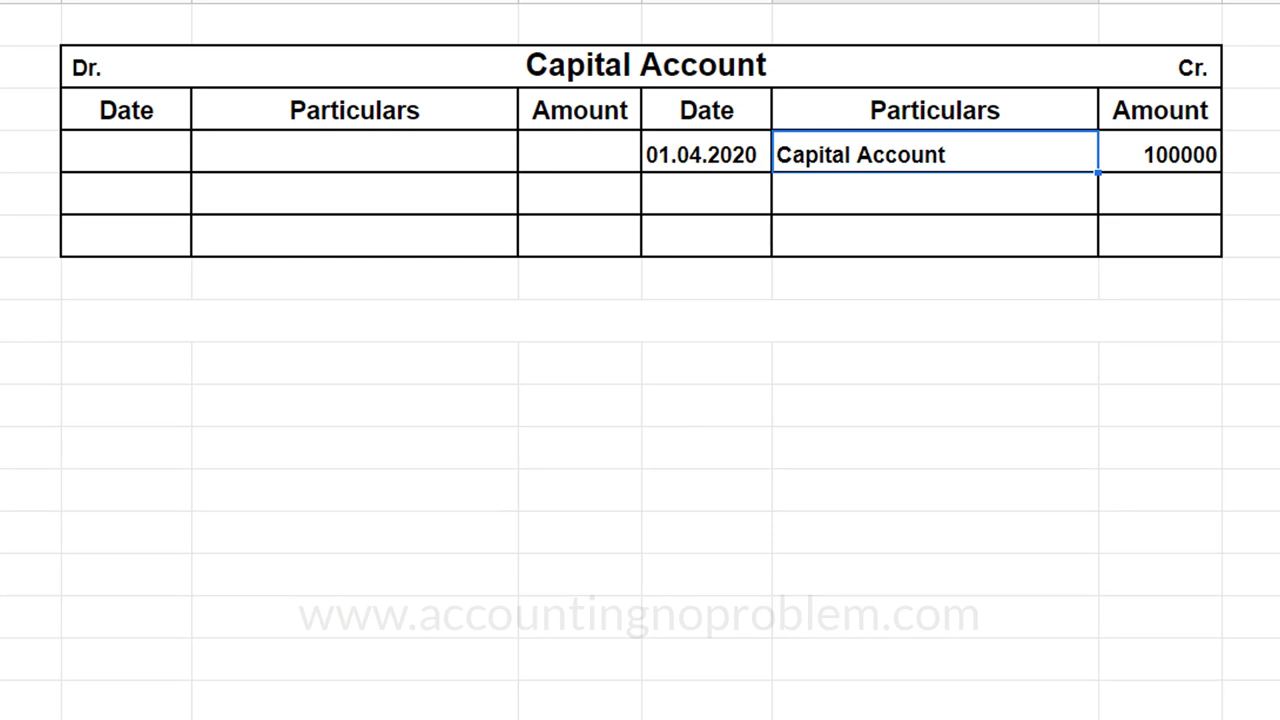 Dr. Capital Account Cr.
Date Particulars Amount Date Particulars Amount
01.04.2020 Capital Account 100000
www.accountingnoproblem.com